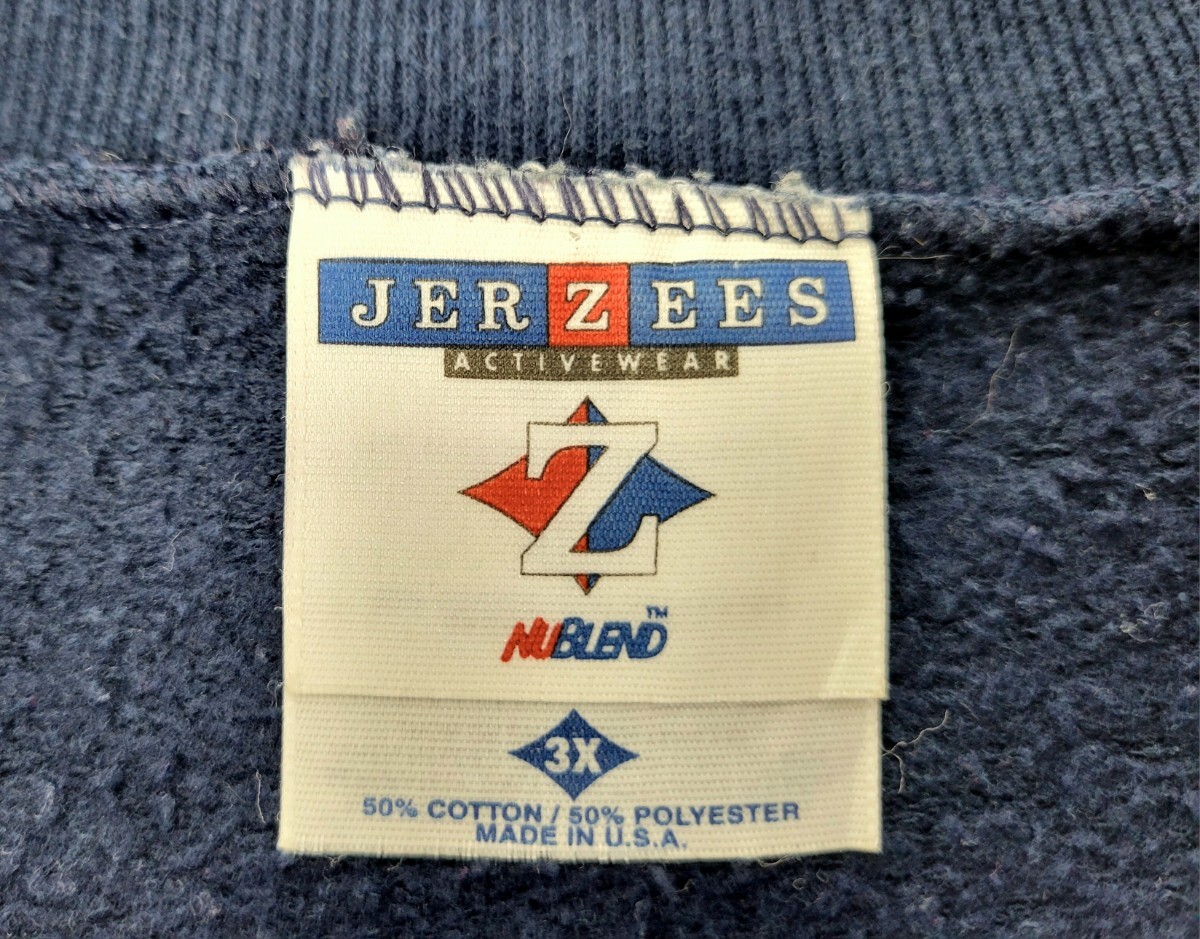 JERZEES
ACTIVEWEAR
Z
NUBLEND™
3X
50% COTTON / 50% POLYESTER
MADE IN U.S.A.